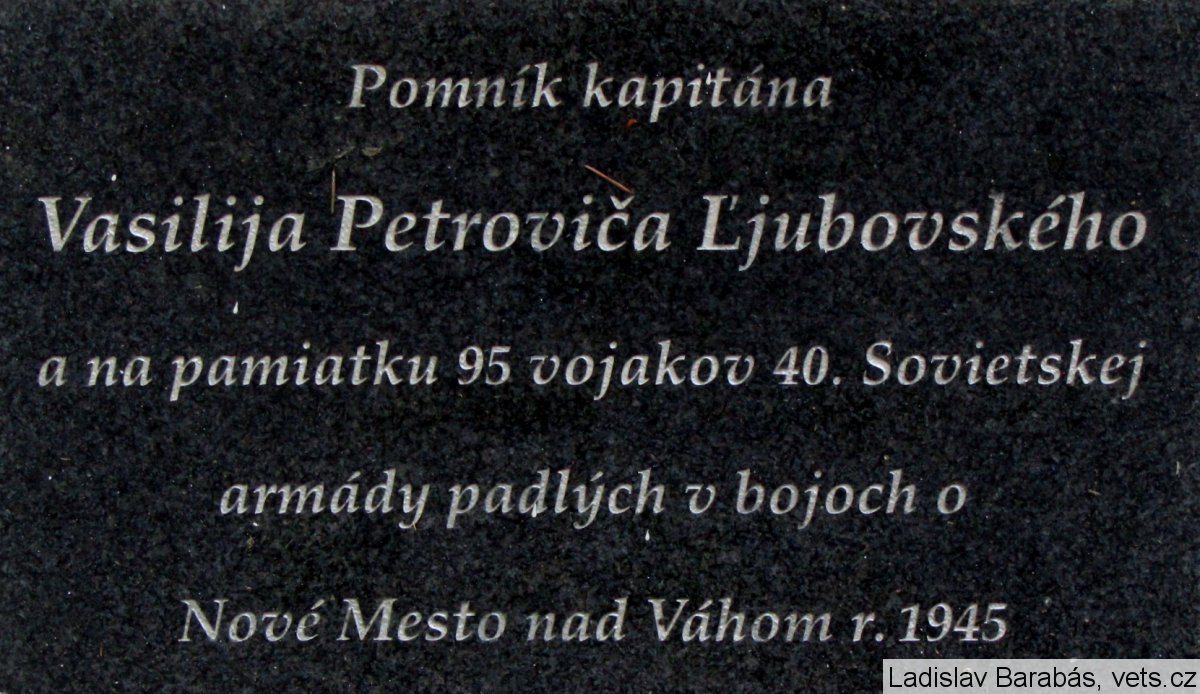 Pomník kapitána
Vasilija Petroviča Ľjubovského
a na pamiatku 95 vojakov 40. Sovietskej
armády padlých v bojoch o
Nové Mesto nad Váhom r. 1945
Ladislav Barabás, vets.cz